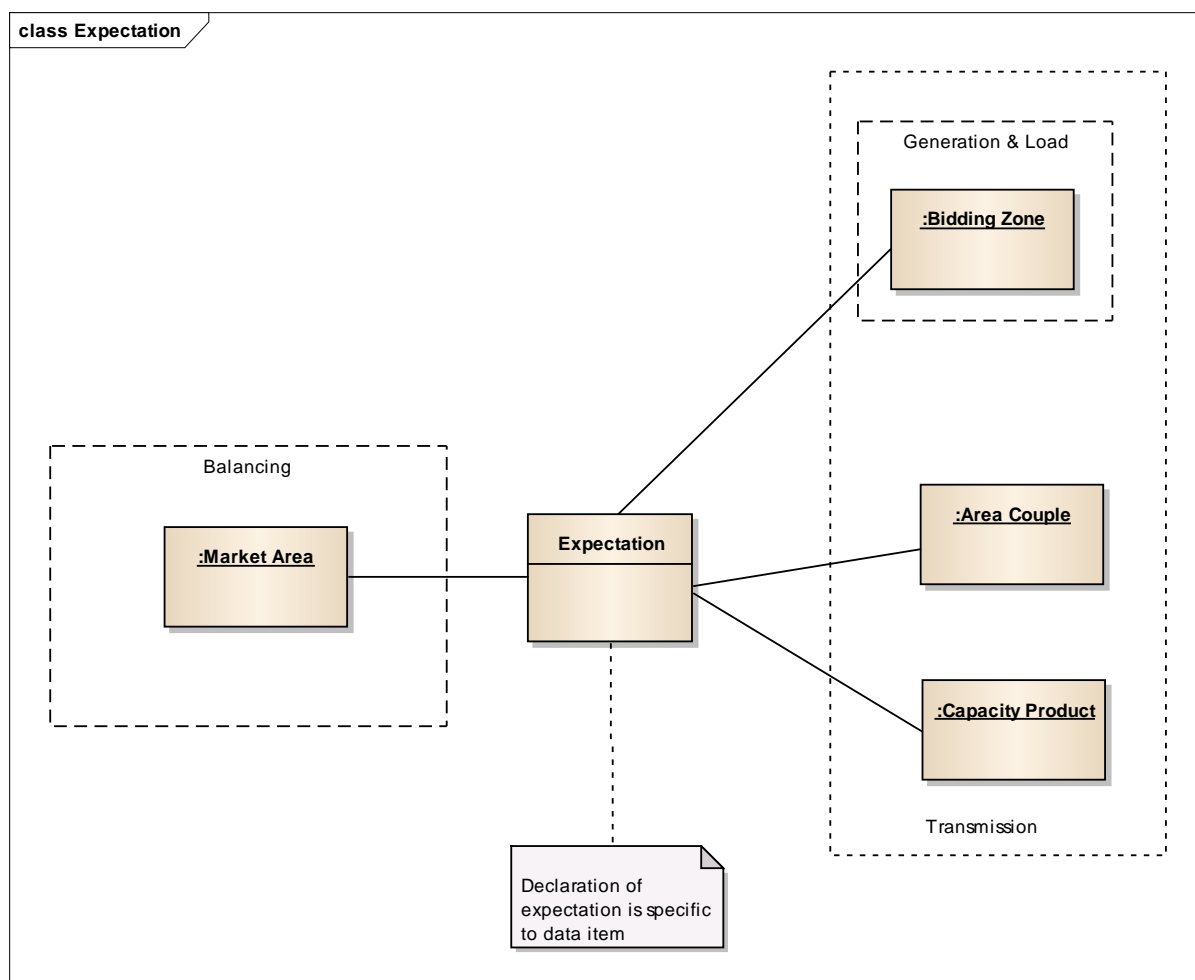 class Expectation
Generation & Load
:Bidding Zone
Balancing
:Market Area
Expectation
:Area Couple
:Capacity Product
Transmission
Declaration of
expectation is specific
to data item